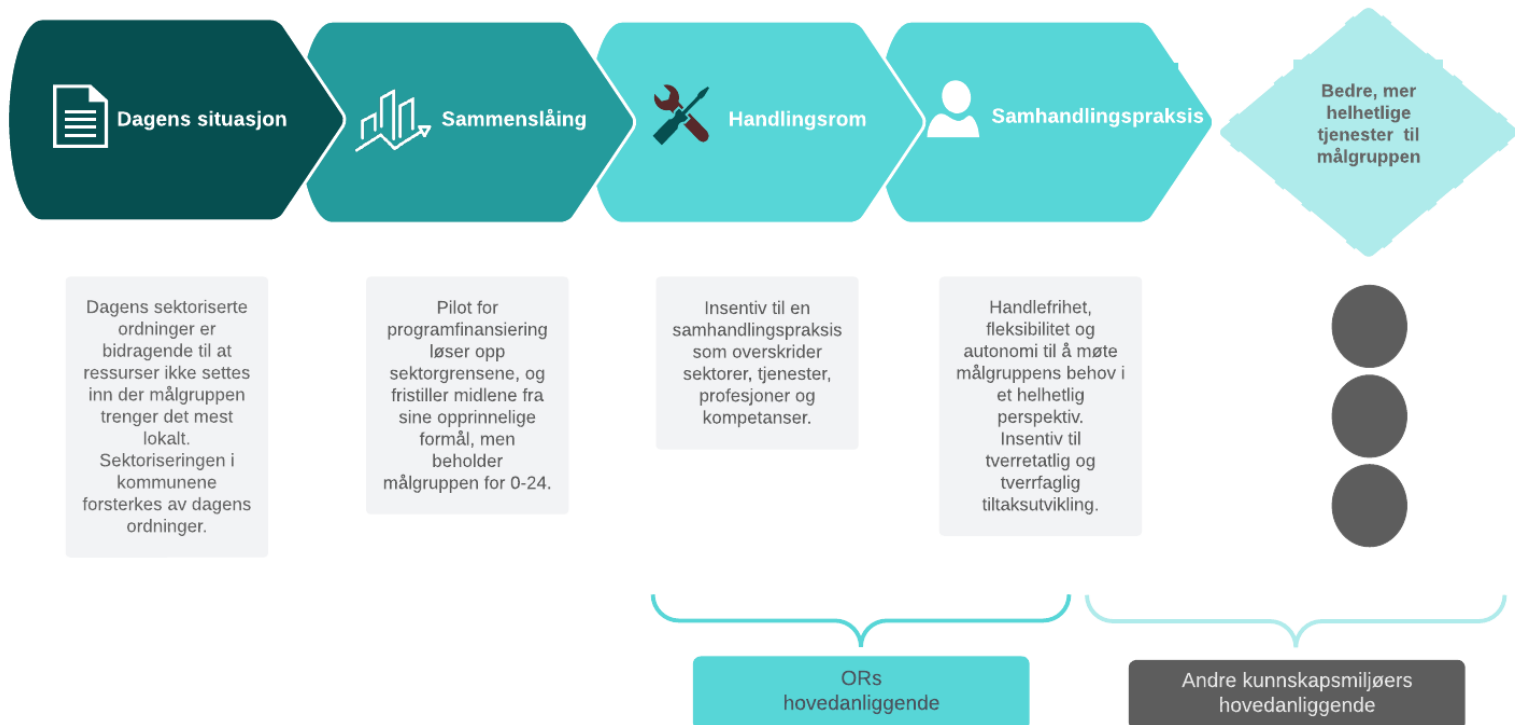 Dagens situasjon
Sammenslåing
Handlingsrom
Samhandlingspraksis
Bedre, mer
helhetlige
tjenester til
målgruppen
Dagens sektoriserte
ordninger er
bidragende til at
ressurser ikke settes
inn der målgruppen
trenger det mest
lokalt.
Sektoriseringen i
kommunene
forsterkes av dagens
ordninger.
Pilot for
programfinansiering
løser opp
sektorgrensene, og
fristiller midlene fra
sine opprinnelige
formål, men
beholder
målgruppen for 0-24.
Insentiv til en
samhandlingspraksis
som overskrider
sektorer, tjenester,
profesjoner og
kompetanser.
Handlefrihet,
fleksibilitet og
autonomi til å møte
målgruppens behov i
et helhetlig
perspektiv.
Insentiv til
tverretatlig og
tverrfaglig
tiltaksutvikling.
ORs
hovedanliggende
Andre kunnskapsmiljøers
hovedanliggende